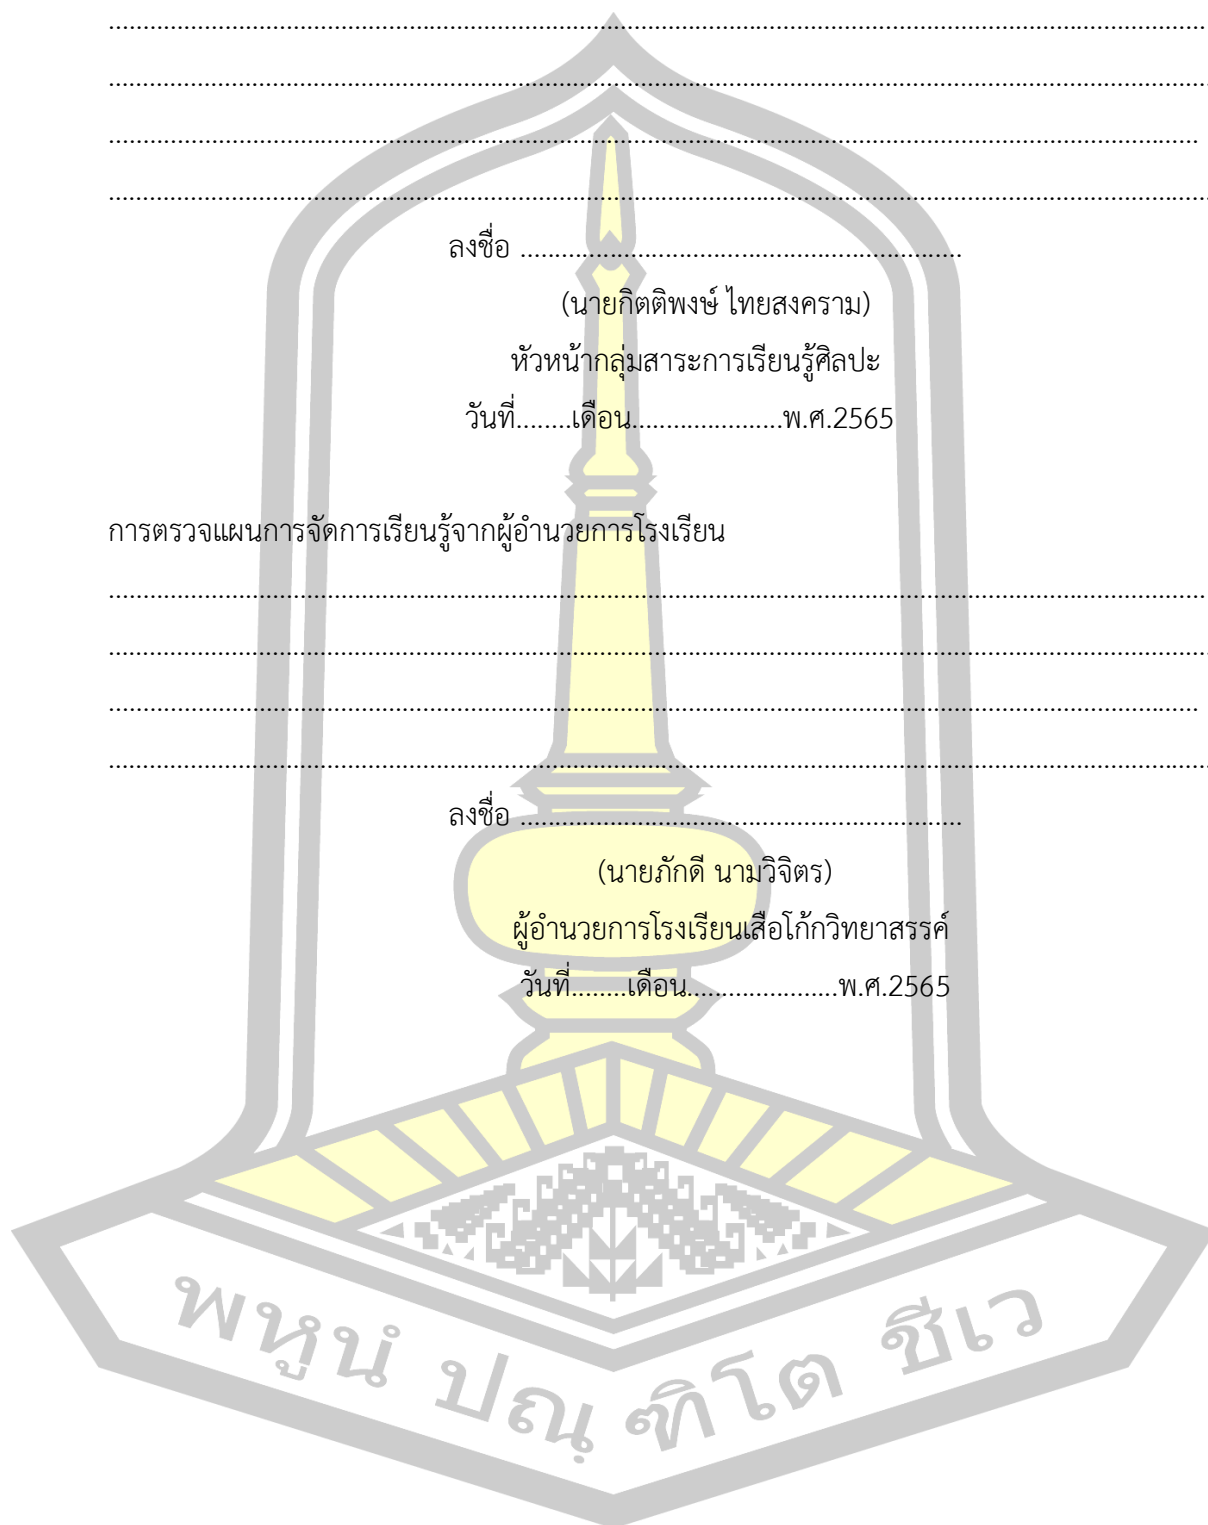 ................................................................................................................................................................
................................................................................................................................................................
................................................................................................................................................................
................................................................................................................................................................
ลงชื่อ ................................................................
(นายกิตติพงษ์ ไทยสงคราม)
หัวหน้ากลุ่มสาระการเรียนรู้ศิลปะ
วันที่........เดือน......................พ.ศ.2565
การตรวจแผนการจัดการเรียนรู้จากผู้อำนวยการโรงเรียน
................................................................................................................................................................
................................................................................................................................................................
................................................................................................................................................................
................................................................................................................................................................
ลงชื่อ ................................................................
(นายภักดี นามวิจิตร)
ผู้อำนวยการโรงเรียนเสือโก้กวิทยาสรรค์
วันที่........เดือน......................พ.ศ.2565
พหูนํ ปณฺฑิโต ชีเว